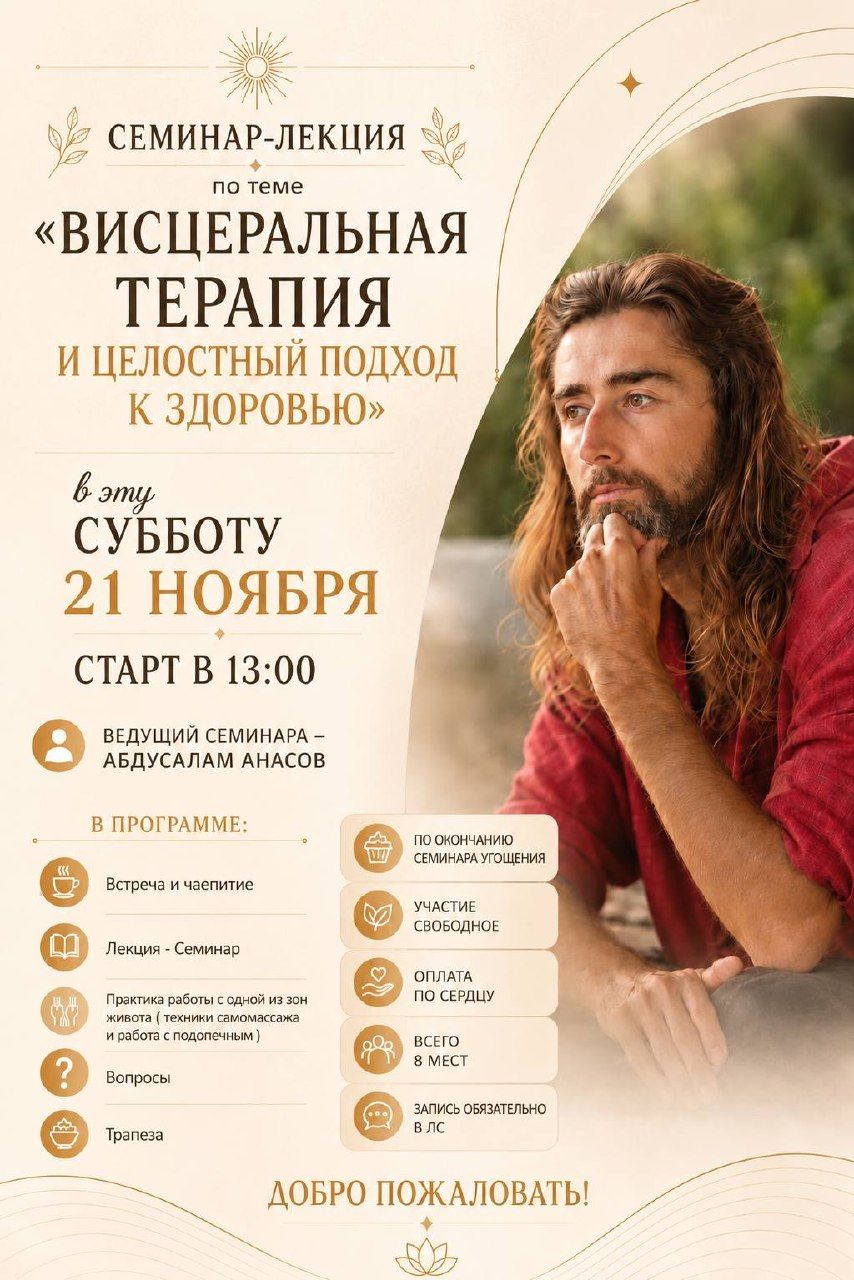 СЕМИНАР-ЛЕКЦИЯ
по теме
«ВИСЦЕРАЛЬНАЯ
ТЕРАПИЯ
И ЦЕЛОСТНЫЙ ПОДХОД
К ЗДОРОВЬЮ»
в эту
СУББОТУ
21 НОЯБРЯ
СТАРТ В 13:00
ВЕДУЩИЙ СЕМИНАРА –
АБДУСАЛАМ АНАСОВ
В ПРОГРАММЕ:
Встреча и чаепитие
Лекция - Семинар
Практика работы с одной из зон
живота ( техники самомассажа
и работа с подопечным )
Вопросы
Трапеза
ПО ОКОНЧАНИЮ
СЕМИНАРА УГОЩЕНИЯ
УЧАСТИЕ
СВОБОДНОЕ
ОПЛАТА
ПО СЕРДЦУ
ВСЕГО
8 МЕСТ
ЗАПИСЬ ОБЯЗАТЕЛЬНО
В ЛС
ДОБРО ПОЖАЛОВАТЬ!